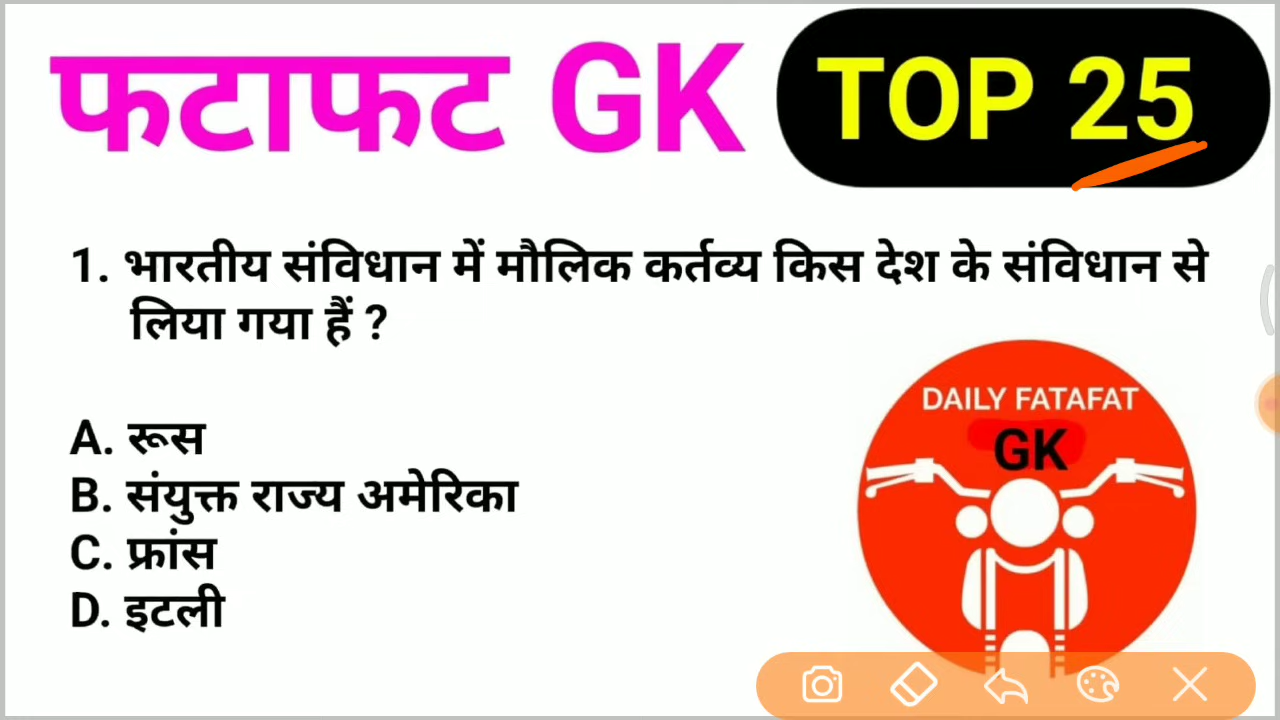 फटाफट GK TOP 25
1. भारतीय संविधान में मौलिक कर्तव्य किस देश के संविधान से
लिया गया हैं ?
A. रूस
B. संयुक्त राज्य अमेरिका
C. फ्रांस
D. इटली
DAILY FATAFAT
GK